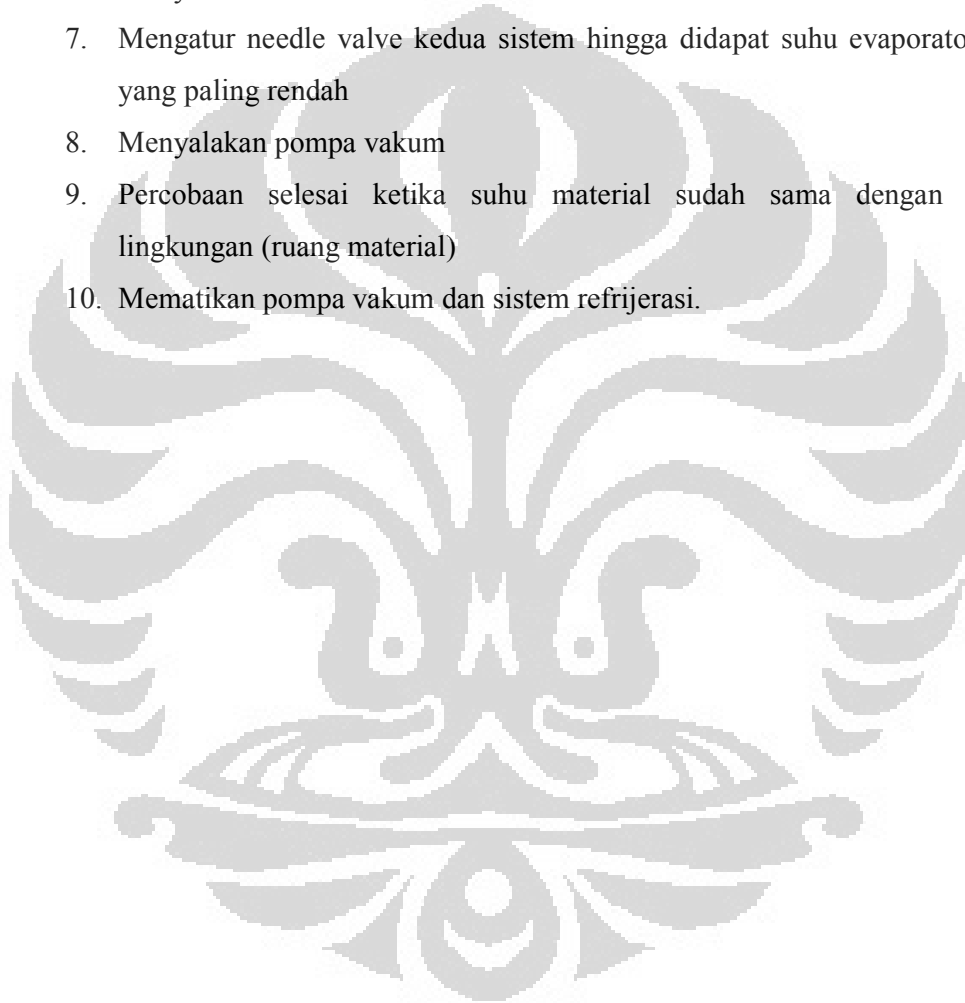 7. Mengatur needle valve kedua sistem hingga didapat suhu evaporato
yang paling rendah
8. Menyalakan pompa vakum
9. Percobaan selesai ketika suhu material sudah sama dengan
lingkungan (ruang material)
10. Mematikan pompa vakum dan sistem refrijerasi.